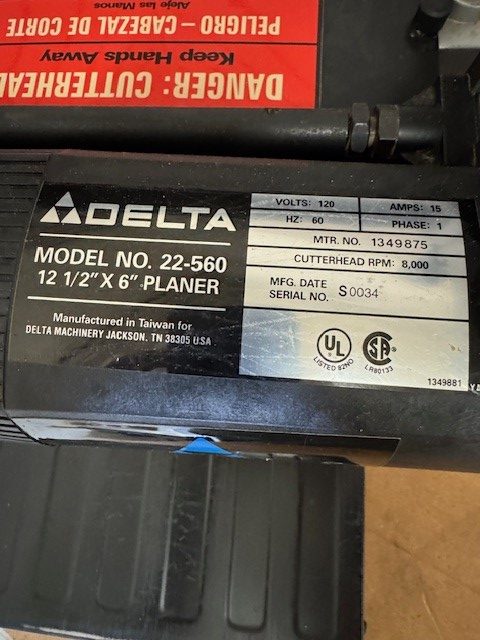 Aleje las Manos
PELIGRO – CABEZAL DE CORTE
Keep Hands Away
DANGER: CUTTERHEAD
DELTA
MODEL NO. 22-560
12 1/2" X 6" PLANER
Manufactured in Taiwan for
DELTA MACHINERY JACKSON, TN 38305 USA
VOLTS: 120 AMPS: 15
HZ: 60 PHASE: 1
MTR. NO. 1349875
CUTTERHEAD RPM: 8,000
MFG. DATE
SERIAL NO. S0034
UL
LISTED 82ND
SA
LR80133
1349881